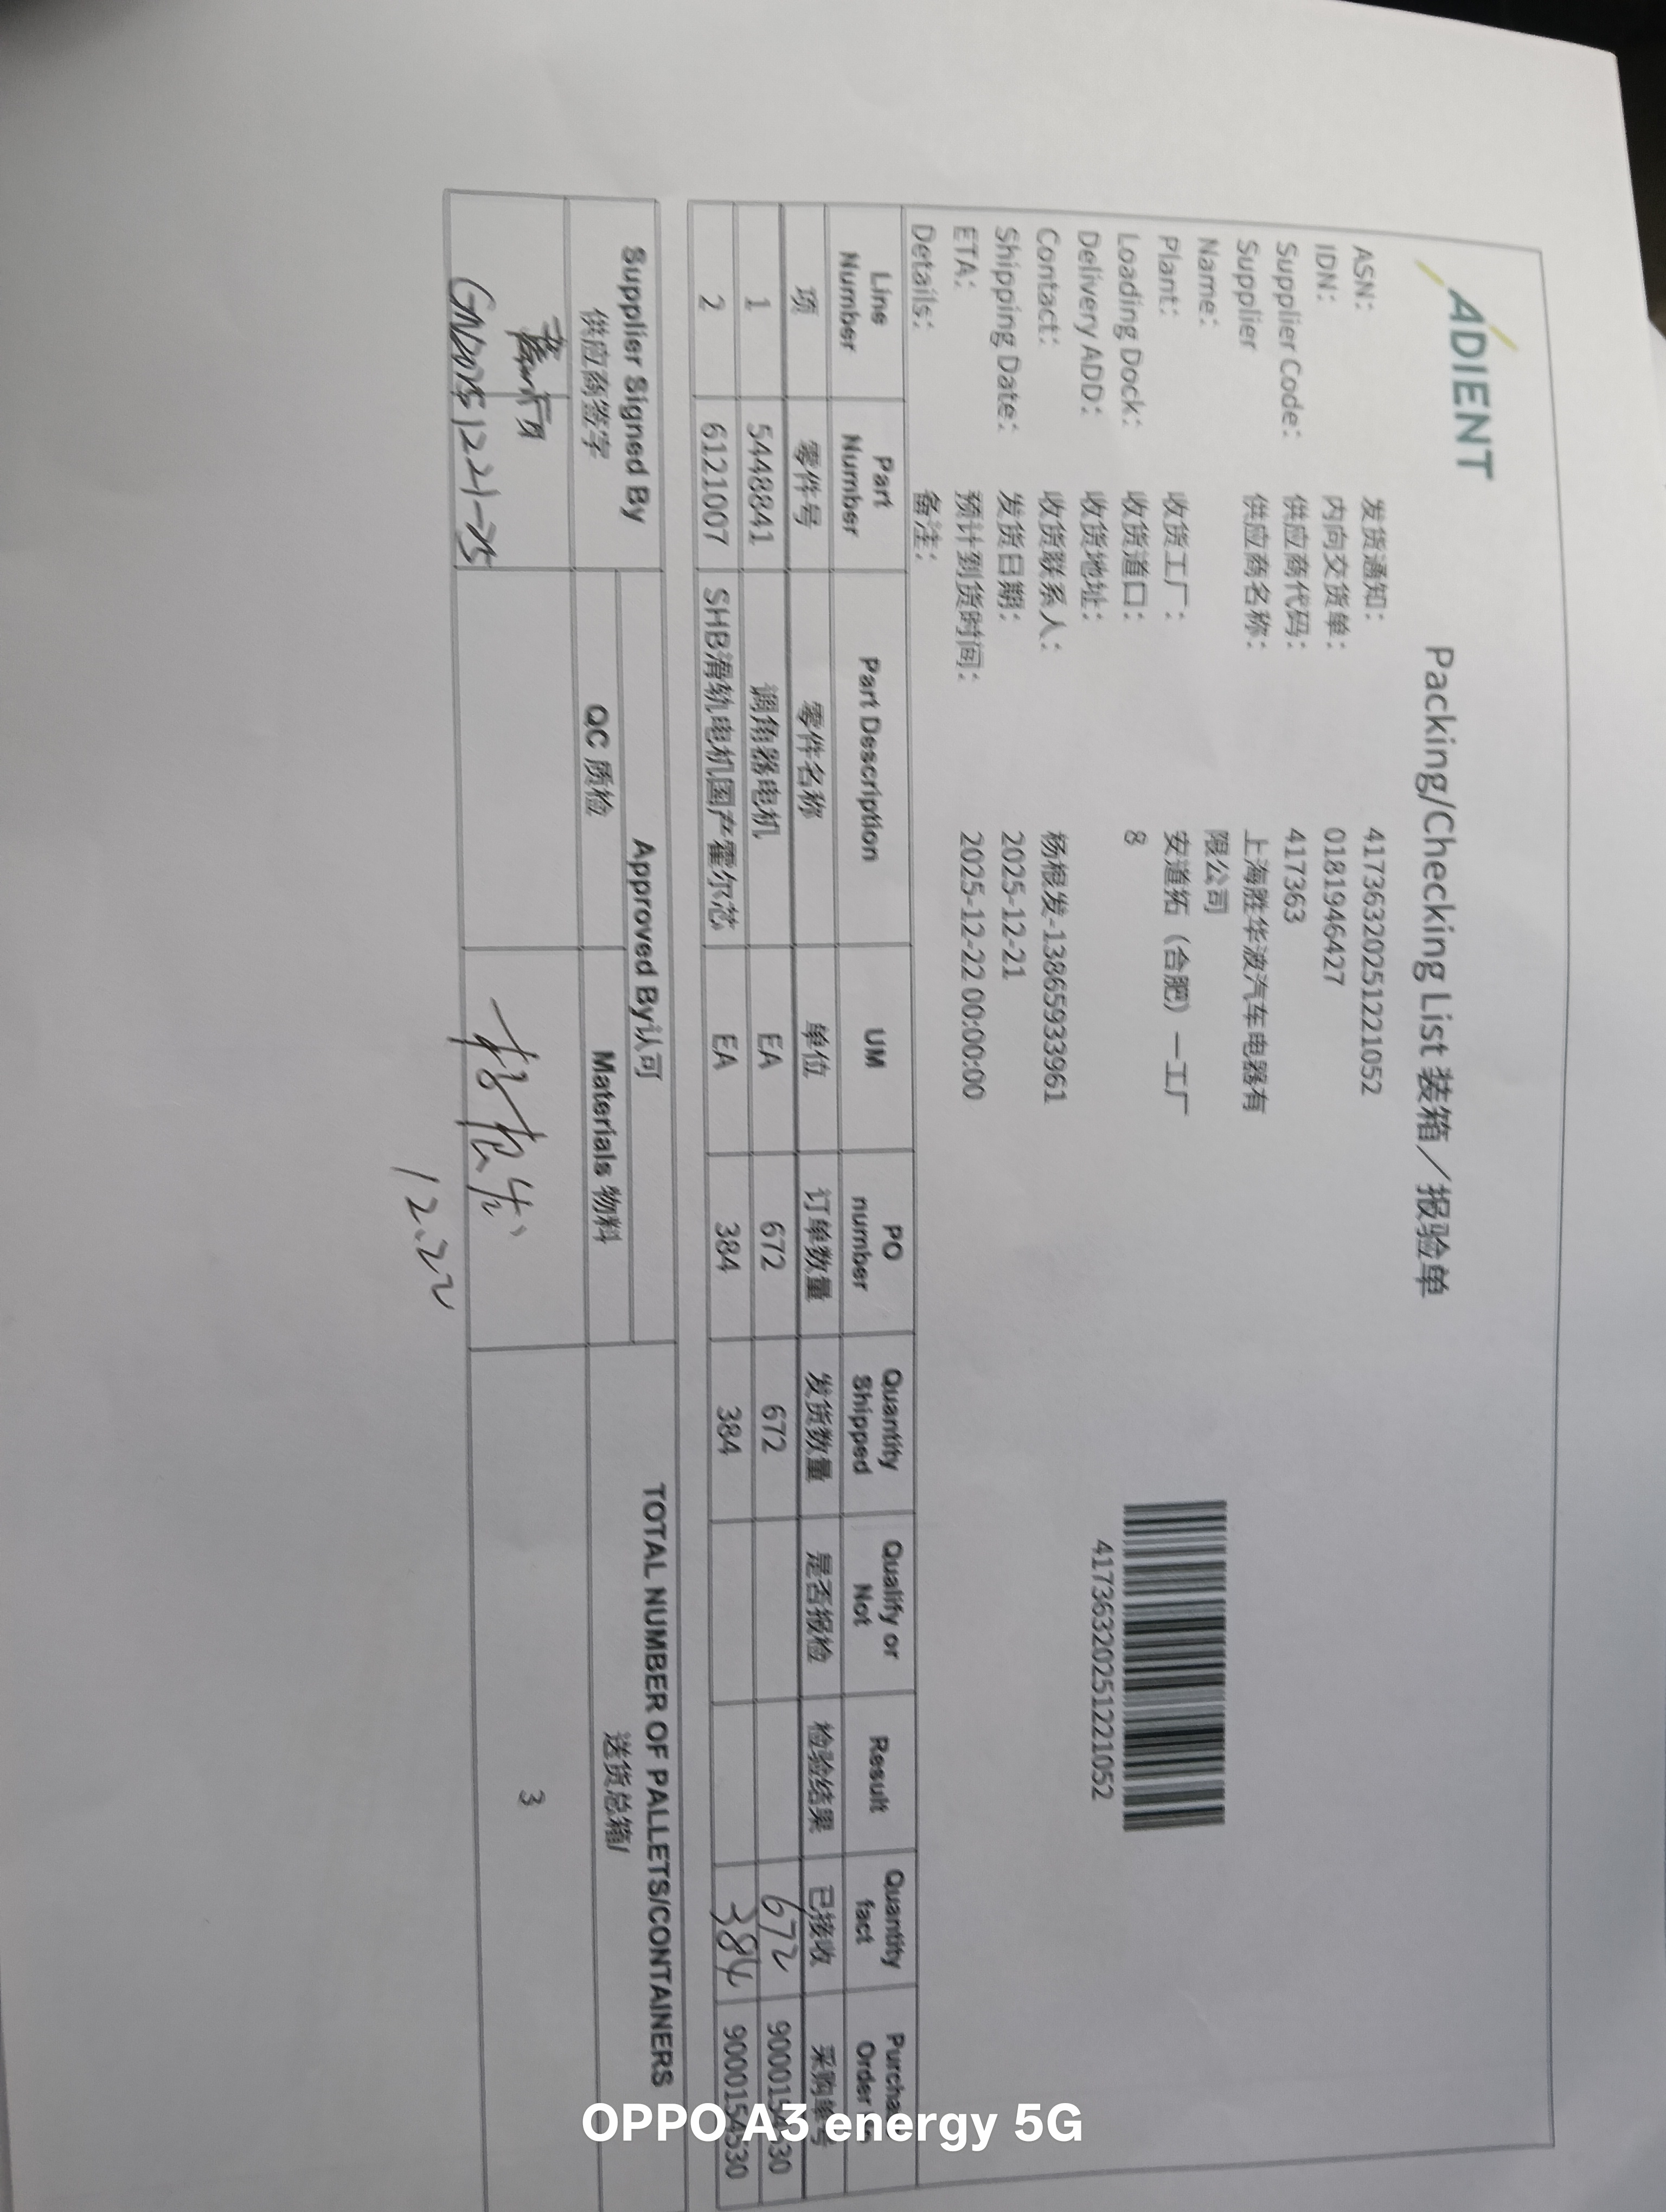 ADIENT
Packing/Checking List 装箱／报验单
ASN: 发货通知: 4173632025122​1052
IDN: 内向交货单: 0181946427
Supplier Code: 供应商代码: 417363
Supplier Name: 供应商名称: 上海胜华波汽车电器有限公司
Plant: 收货工厂: 安道拓（合肥）一工厂
Loading Dock: 收货道口: 8
Delivery ADD: 收货地址:
Contact: 收货联系人: 杨根发-13865933961
Shipping Date: 发货日期: 2025-12-21
ETA: 预计到货时间: 2025-12-22 00:00:00
Details: 备注:
41736320251221052
Line Number Part Number Part Description UM PO number Quantity Shipped Qualify or Not Result Quantity fact Purchas Order
项 零件号 零件名称 单位 订单数量 发货数量 是否报检 检验结果 已接收 采购单号
1 5448841 调角器电机 EA 672 672 672
2 6121007 SHB滑轨电机国产霍尔芯 EA 384 384 384 9000154530
Supplier Signed By Approved By认可 TOTAL NUMBER OF PALLETS/CONTAINERS
供应商签字 QC 质检 Materials 物料 送货总箱/
3
12.22
OPPO A3 energy 5G